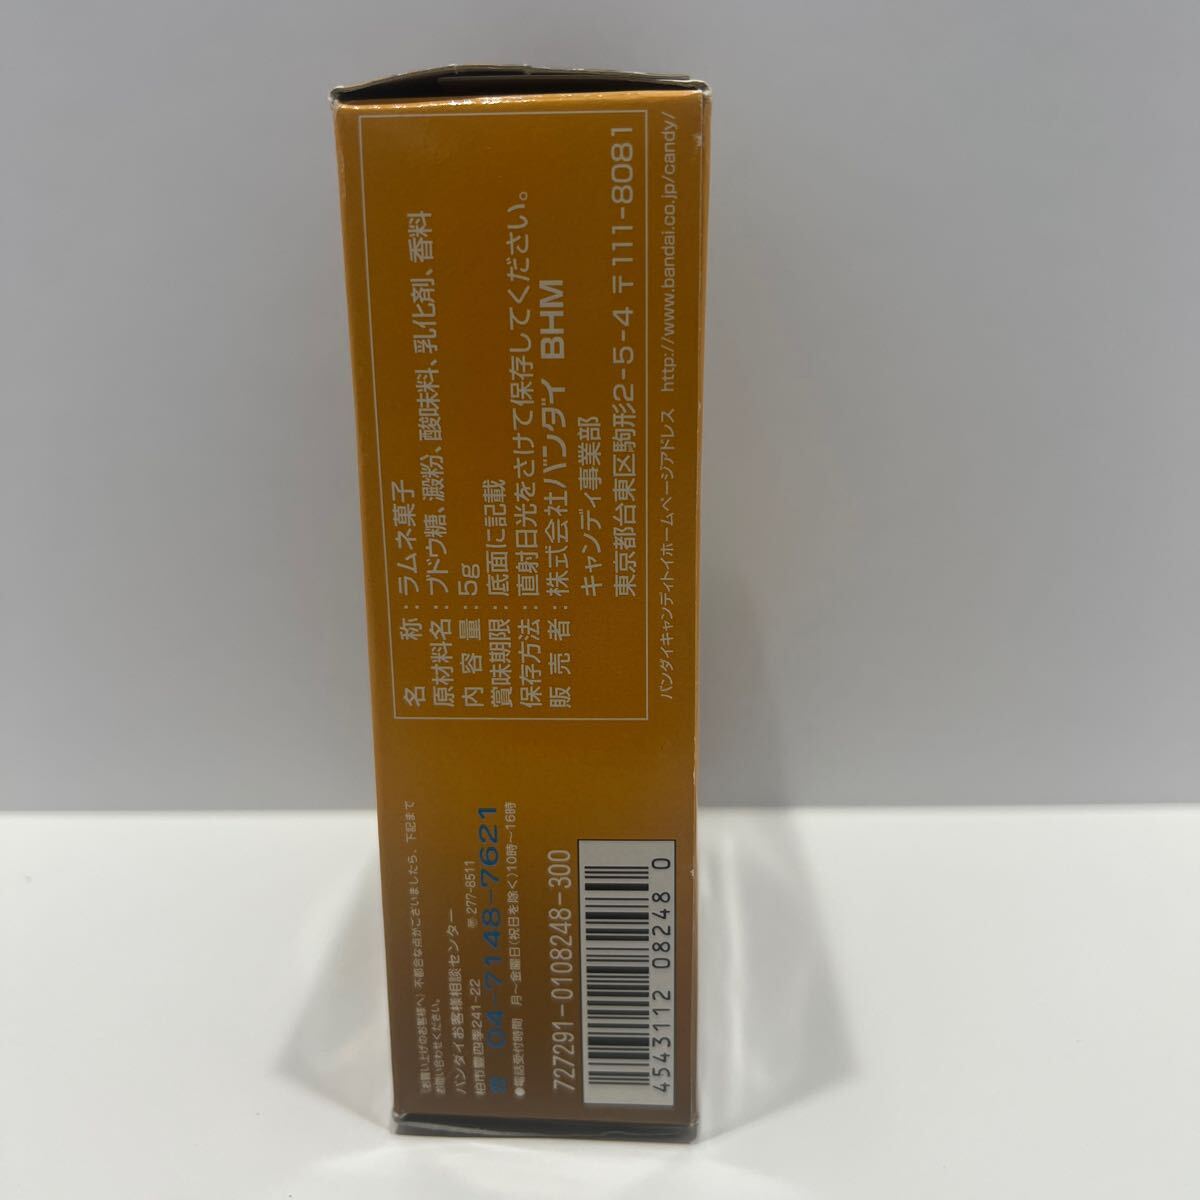 名称：ラムネ菓子
原材料名：ブドウ糖、澱粉、酸味料、乳化剤、香料
内容量：5g
賞味期限：底面に記載
保存方法：直射日光をさけて保存してください。
販売者：株式会社バンダイ BHM
キャンディ事業部
東京都台東区駒形2-5-4 〒111-8081
バンダイキャンディトイホームページアドレス http://www.bandai.co.jp/candy/
〈お買い上げのお客様へ〉不都合な点がございましたら、下記まで
お問い合わせください。
バンダイお客様相談センター
柏市豊四季241-22 〒277-8511
☎ 04-7148-7621
●電話受付時間 月～金曜日(祝日を除く)10時～16時
727291-0108248-300
4543112 08248 0